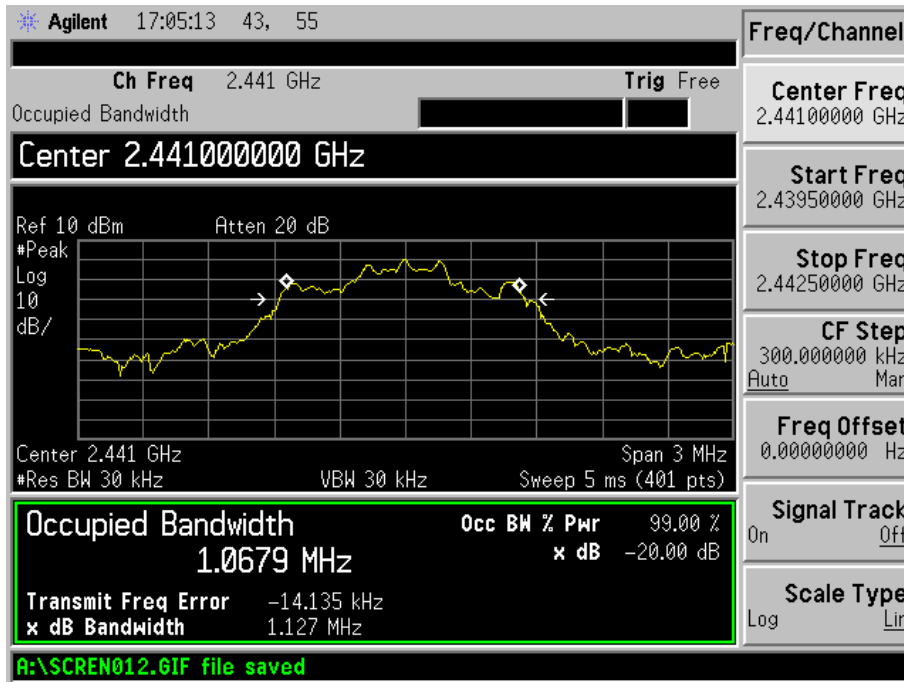 Agilent 17:05:13 43, 55
Freq/Channel
Ch Freq 2.441 GHz Trig Free
Occupied Bandwidth
Center 2.441000000 GHz
Ref 10 dBm Atten 20 dB
#Peak
Log
10
dB/
Center 2.441 GHz Span 3 MHz
#Res BW 30 kHz VBW 30 kHz Sweep 5 ms (401 pts)
Occupied Bandwidth
1.0679 MHz
Occ BW % Pwr 99.00 %
x dB -20.00 dB
Transmit Freq Error -14.135 kHz
x dB Bandwidth 1.127 MHz
A:\SCREN012.GIF file saved
Center Freq
2.44100000 GHz
Start Freq
2.43950000 GHz
Stop Freq
2.44250000 GHz
CF Step
300.000000 kHz
Auto Man
Freq Offset
0.00000000 Hz
Signal Track
On Off
Scale Type
Log Lin